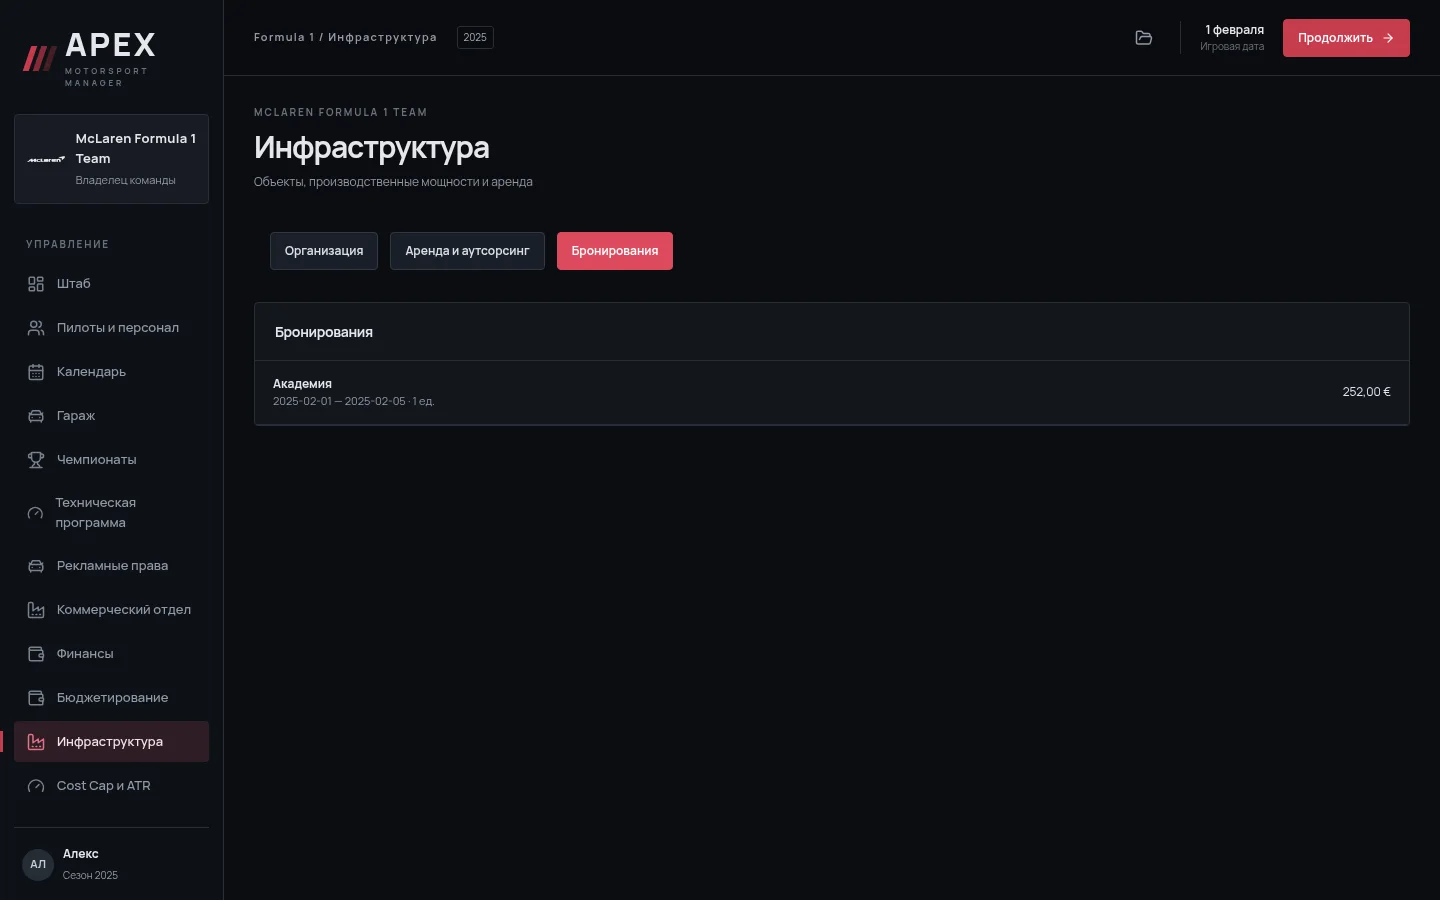 APEX
MOTORSPORT
MANAGER
McLaren
McLaren Formula 1
Team
Владелец команды
УПРАВЛЕНИЕ
Штаб
Пилоты и персонал
Календарь
Гараж
Чемпионаты
Техническая
программа
Рекламные права
Коммерческий отдел
Финансы
Бюджетирование
Инфраструктура
Cost Cap и ATR
АЛ
Алекс
Сезон 2025
Formula 1 / Инфраструктура
2025
1 февраля
Игровая дата
Продолжить
MCLAREN FORMULA 1 TEAM
Инфраструктура
Объекты, производственные мощности и аренда
Организация
Аренда и аутсорсинг
Бронирования
Бронирования
Академия
2025-02-01 — 2025-02-05 · 1 ед.
252,00 €